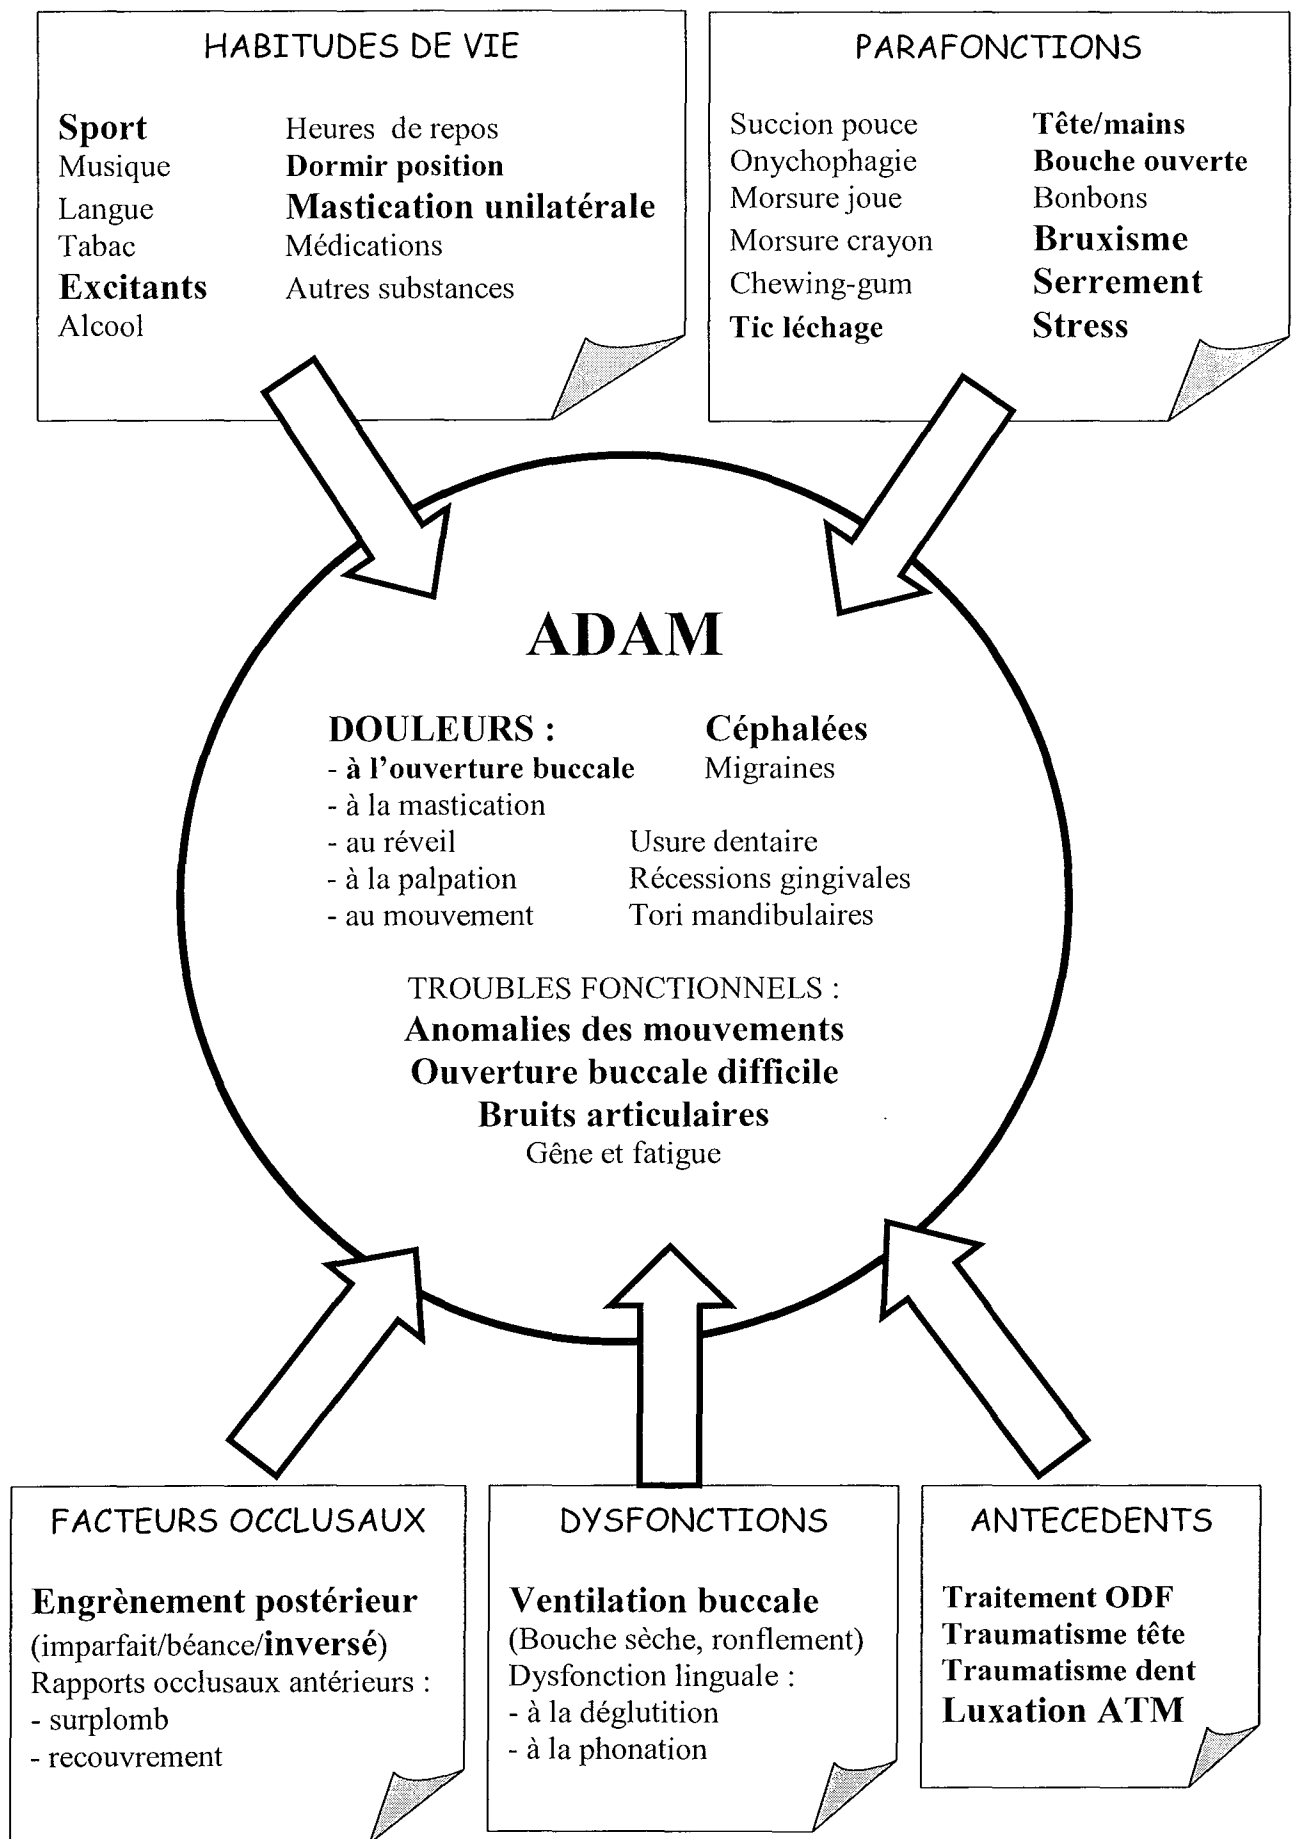 HABITUDES DE VIE
Sport Heures de repos
Musique Dormir position
Langue Mastication unilatérale
Tabac Médications
Excitants Autres substances
Alcool
PARAFONCTIONS
Succion pouce Tête/mains
Onychophagie Bouche ouverte
Morsure joue Bonbons
Morsure crayon Bruxisme
Chewing-gum Serrement
Tic léchage Stress
ADAM
DOULEURS : Céphalées
- à l'ouverture buccale Migraines
- à la mastication
- au réveil Usure dentaire
- à la palpation Récessions gingivales
- au mouvement Tori mandibulaires
TROUBLES FONCTIONNELS :
Anomalies des mouvements
Ouverture buccale difficile
Bruits articulaires
Gêne et fatigue
FACTEURS OCCLUSAUX
Engrènement postérieur
(imparfait/béance/inversé)
Rapports occlusaux antérieurs :
- surplomb
- recouvrement
DYSFONCTIONS
Ventilation buccale
(Bouche sèche, ronflement)
Dysfonction linguale :
- à la déglutition
- à la phonation
ANTECEDENTS
Traitement ODF
Traumatisme tête
Traumatisme dent
Luxation ATM